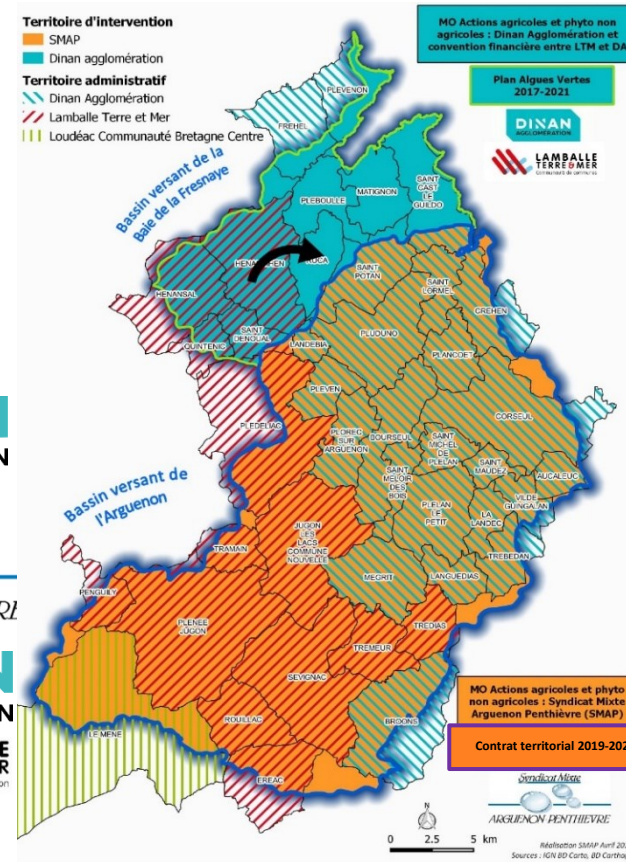 Territoire d'intervention
SMAP
Dinan agglomération
Territoire administratif
Dinan Agglomération
Lamballe Terre et Mer
Loudéac Communauté Bretagne Centre
MO Actions agricoles et phyto non
agricoles : Dinan Agglomération et
convention financière entre LTM et DA
Plan Algues Vertes
2017-2021
DINAN
AGGLOMÉRATION
LAMBALLE
TERRE & MER
Communauté de communes
Bassin versant de la
Baie de la Fresnaye
PLEVENON
FREHEL
MATIGNON
SAINT
CAST
LE
GUILDO
PLEBOULLE
HENANSAL
SAINT
DENOUAL
QUINTENIC
SAINT
POTAN
SAINT
LORMEL
CREHEN
LANDEBIA
PLUDUNO
PLANCOET
PLEVEN
PLEDELIAC
CORSEUL
PLOREC
SUR
ARGUENON
BOURSEUL
SAINT
MICHEL
DE
PLELAN
SAINT
MAUDEZ
AUCALEUC
SAINT
MELOIR
DES
BOIS
PLELAN
LE
PETIT
LA
LANDEC
VILDE
GUINGALAN
TREBEDAN
Bassin versant de
l'Arguenon
JUGON
LES
LACS
COMMUNE
NOUVELLE
TRAMAIN
MEGRIT
LANGUEDIAS
PENGUILY
PLENEE
JUGON
TREDIAS
TREMEUR
SEVIGNAC
BROONS
ROUILLAC
LE MENE
EREAC
MO Actions agricoles et phyto
non agricoles : Syndicat Mixte
Arguenon Penthièvre (SMAP)
Contrat territorial 2019-202
Syndicat Mixte
ARGUENON PENTHIEVRE
N
0 2.5 5 km
Réalisation SMAP Avril 20
Sources : IGN BD Carto, BD Carthag